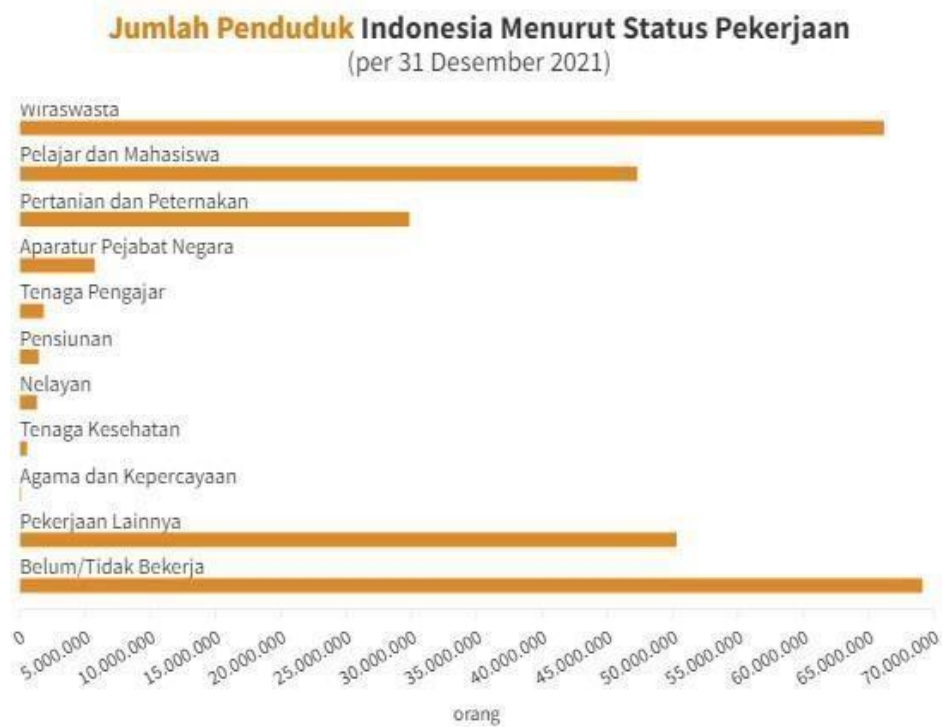 Jumlah Penduduk Indonesia Menurut Status Pekerjaan
(per 31 Desember 2021)
Wiraswasta
Pelajar dan Mahasiswa
Pertanian dan Peternakan
Aparatur Pejabat Negara
Tenaga Pengajar
Pensiunan
Nelayan
Tenaga Kesehatan
Agama dan Kepercayaan
Pekerjaan Lainnya
Belum/Tidak Bekerja
0 5.000.000 10.000.000 15.000.000 20.000.000 25.000.000 30.000.000 35.000.000 40.000.000 45.000.000 50.000.000 55.000.000 60.000.000 65.000.000 70.000.000
orang